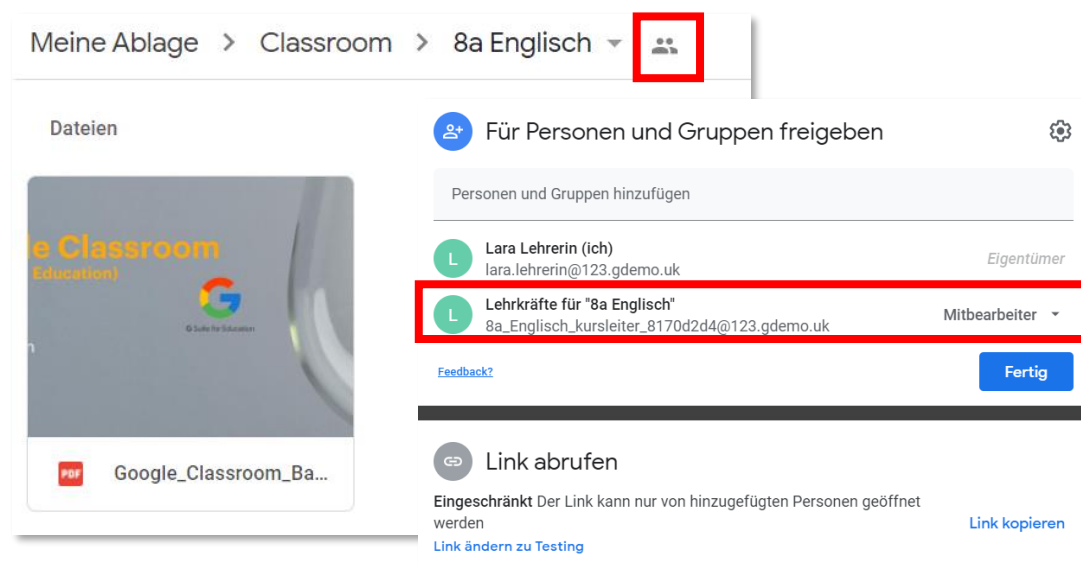 Meine Ablage > Classroom > 8a Englisch
Dateien
e Classroom
Education)
G Suite for Education
n
PDF
Google_Classroom_Ba...
Für Personen und Gruppen freigeben
Personen und Gruppen hinzufügen
L
Lara Lehrerin (ich)
lara.lehrerin@123.gdemo.uk
Eigentümer
L
Lehrkräfte für "8a Englisch"
8a_Englisch_kursleiter_8170d2d4@123.gdemo.uk
Mitbearbeiter
Feedback?
Fertig
Link abrufen
Eingeschränkt Der Link kann nur von hinzugefügten Personen geöffnet
werden
Link kopieren
Link ändern zu Testing